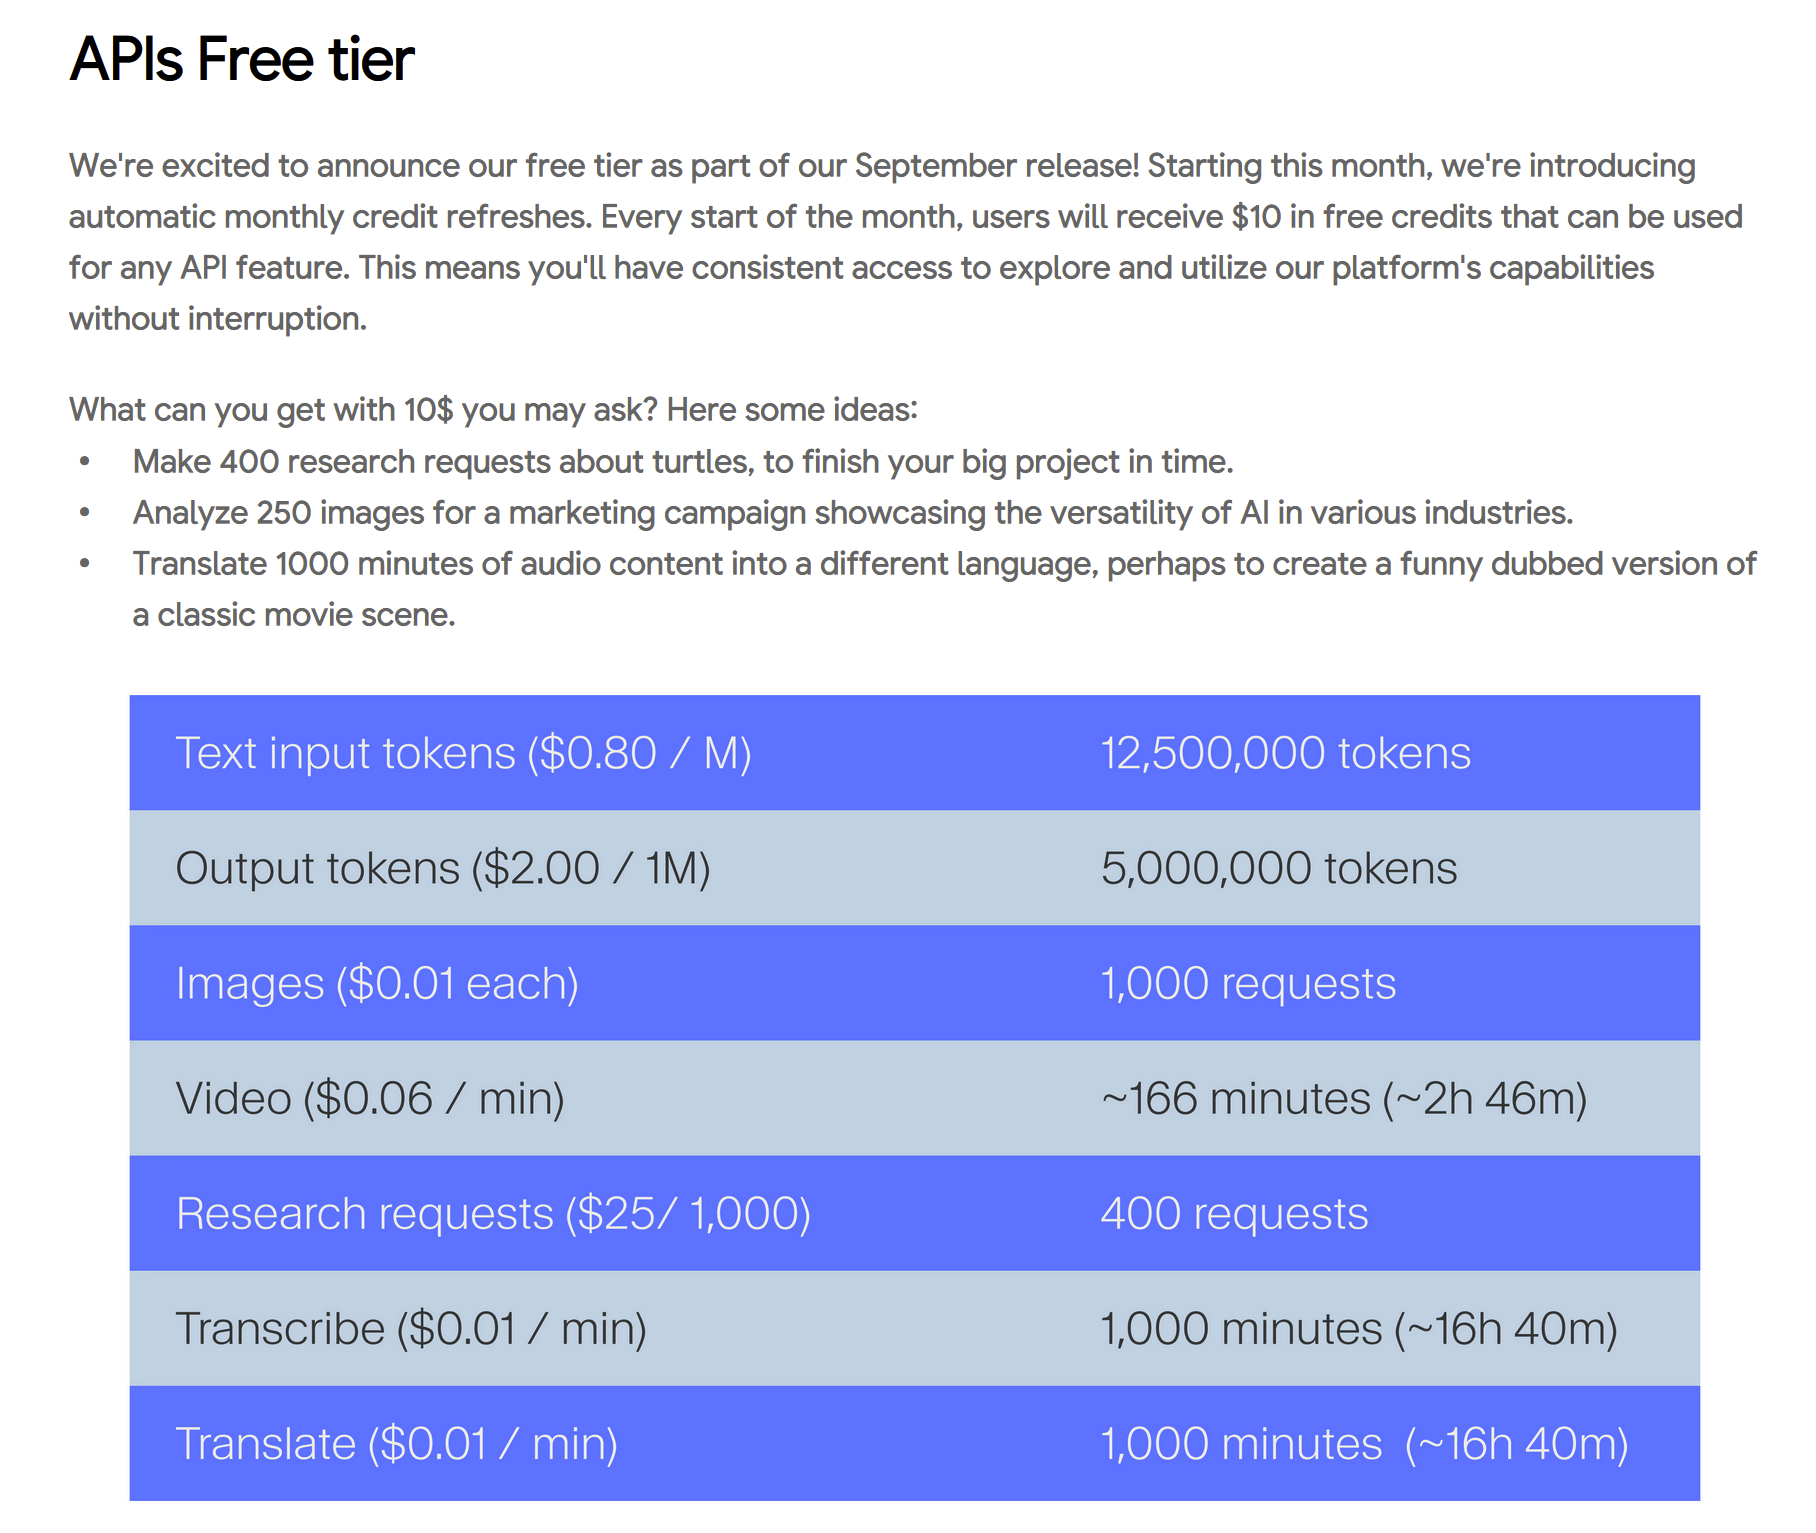 APIs Free tier
We're excited to announce our free tier as part of our September release! Starting this month, we're introducing
automatic monthly credit refreshes. Every start of the month, users will receive $10 in free credits that can be used
for any API feature. This means you'll have consistent access to explore and utilize our platform's capabilities
without interruption.
What can you get with 10$ you may ask? Here some ideas:
• Make 400 research requests about turtles, to finish your big project in time.
• Analyze 250 images for a marketing campaign showcasing the versatility of AI in various industries.
• Translate 1000 minutes of audio content into a different language, perhaps to create a funny dubbed version of
a classic movie scene.
Text input tokens ($0.80 / M) 12,500,000 tokens
Output tokens ($2.00 / 1M) 5,000,000 tokens
Images ($0.01 each) 1,000 requests
Video ($0.06 / min) ~166 minutes (~2h 46m)
Research requests ($25/ 1,000) 400 requests
Transcribe ($0.01 / min) 1,000 minutes (~16h 40m)
Translate ($0.01 / min) 1,000 minutes (~16h 40m)